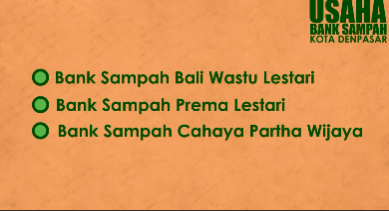 USAHA
BANK SAMPAH
KOTA DENPASAR
Bank Sampah Bali Wastu Lestari
Bank Sampah Prema Lestari
Bank Sampah Cahaya Partha Wijaya